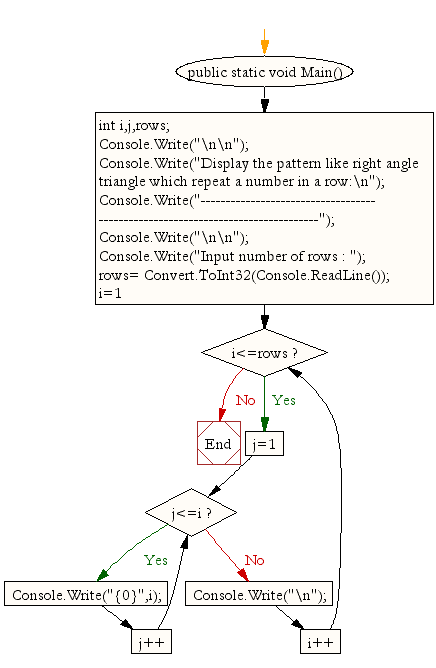 public static void Main()
int i,j,rows;
Console.Write("\n\n");
Console.Write("Display the pattern like right angle
triangle which repeat a number in a row:\n");
Console.Write("-----------------------------------
--------------------------------------------");
Console.Write("\n\n");
Console.Write("Input number of rows : ");
rows= Convert.ToInt32(Console.ReadLine());
i=1
i<=rows ?
No
Yes
End
j=1
j<=i ?
Yes
No
Console.Write("{0}",i);
Console.Write("\n");
j++
i++